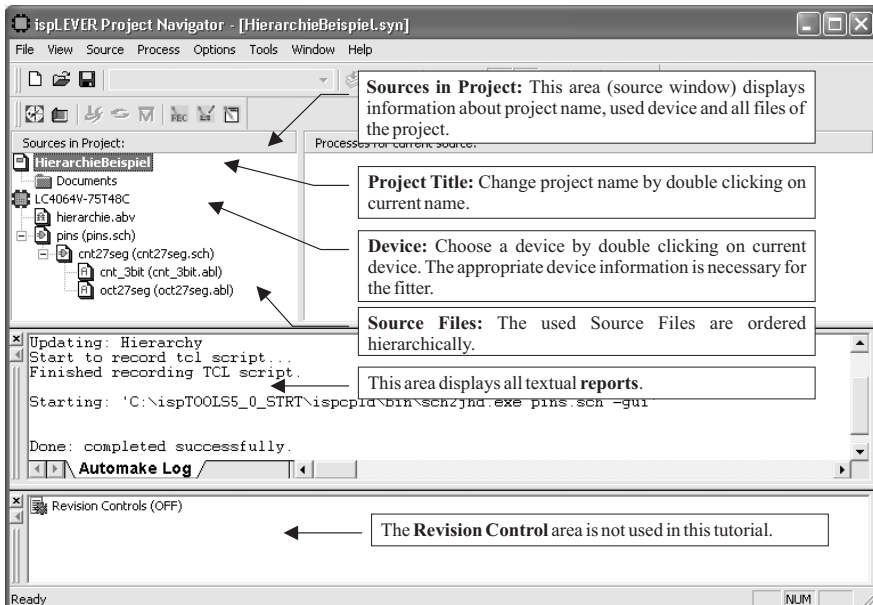 ispLEVER Project Navigator - [HierarchieBeispiel.syn]
File View Source Process Options Tools Window Help
Sources in Project: This area (source window) displays
information about project name, used device and all files of
the project.
REC
Sources in Project:
Processes for current source:
HierarchieBeispiel
Documents
LC4064V-75T48C
hierarchie.abv
pins (pins.sch)
cnt27seg (cnt27seg.sch)
cnt_3bit (cnt_3bit.abl)
oct27seg (oct27seg.abl)
Project Title: Change project name by double clicking on
current name.
Device: Choose a device by double clicking on current
device. The appropriate device information is necessary for
the fitter.
Source Files: The used Source Files are ordered
hierarchically.
Updating: Hierarchy
Start to record tcl script...
Finished recording TCL script.
This area displays all textual reports.
Starting: 'C:\ispTOOLS5_0_STRT\ispcpld\bin\sch2jhd.exe pins.sch -gui'
Done: completed successfully.
Automake Log
Revision Controls (OFF)
The Revision Control area is not used in this tutorial.
Ready
NUM